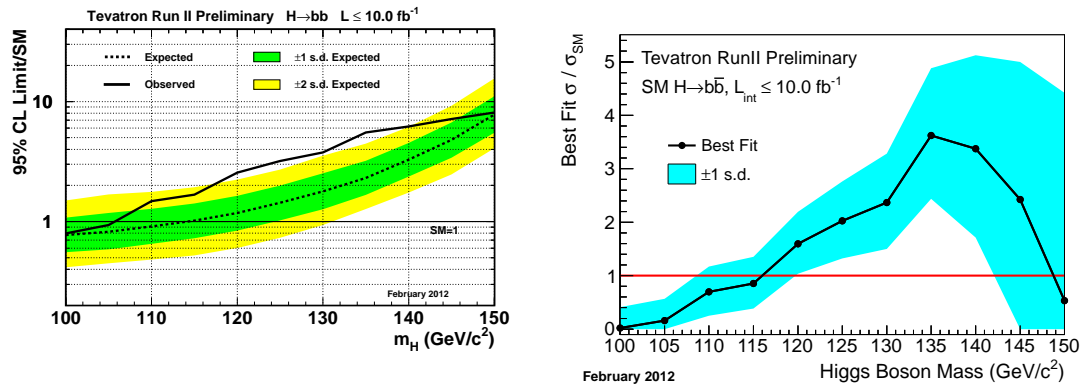 Tevatron Run II Preliminary H→bb L ≤ 10.0 fb⁻¹
95% CL Limit/SM
10
1
Expected
Observed
±1 s.d. Expected
±2 s.d. Expected
SM=1
February 2012
100 110 120 130 140 150
m_H (GeV/c²)
Best Fit σ / σ_SM
5
4
3
2
1
0
Tevatron RunII Preliminary
SM H→bb̅, L_int ≤ 10.0 fb⁻¹
Best Fit
±1 s.d.
100 105 110 115 120 125 130 135 140 145 150
Higgs Boson Mass (GeV/c²)
February 2012